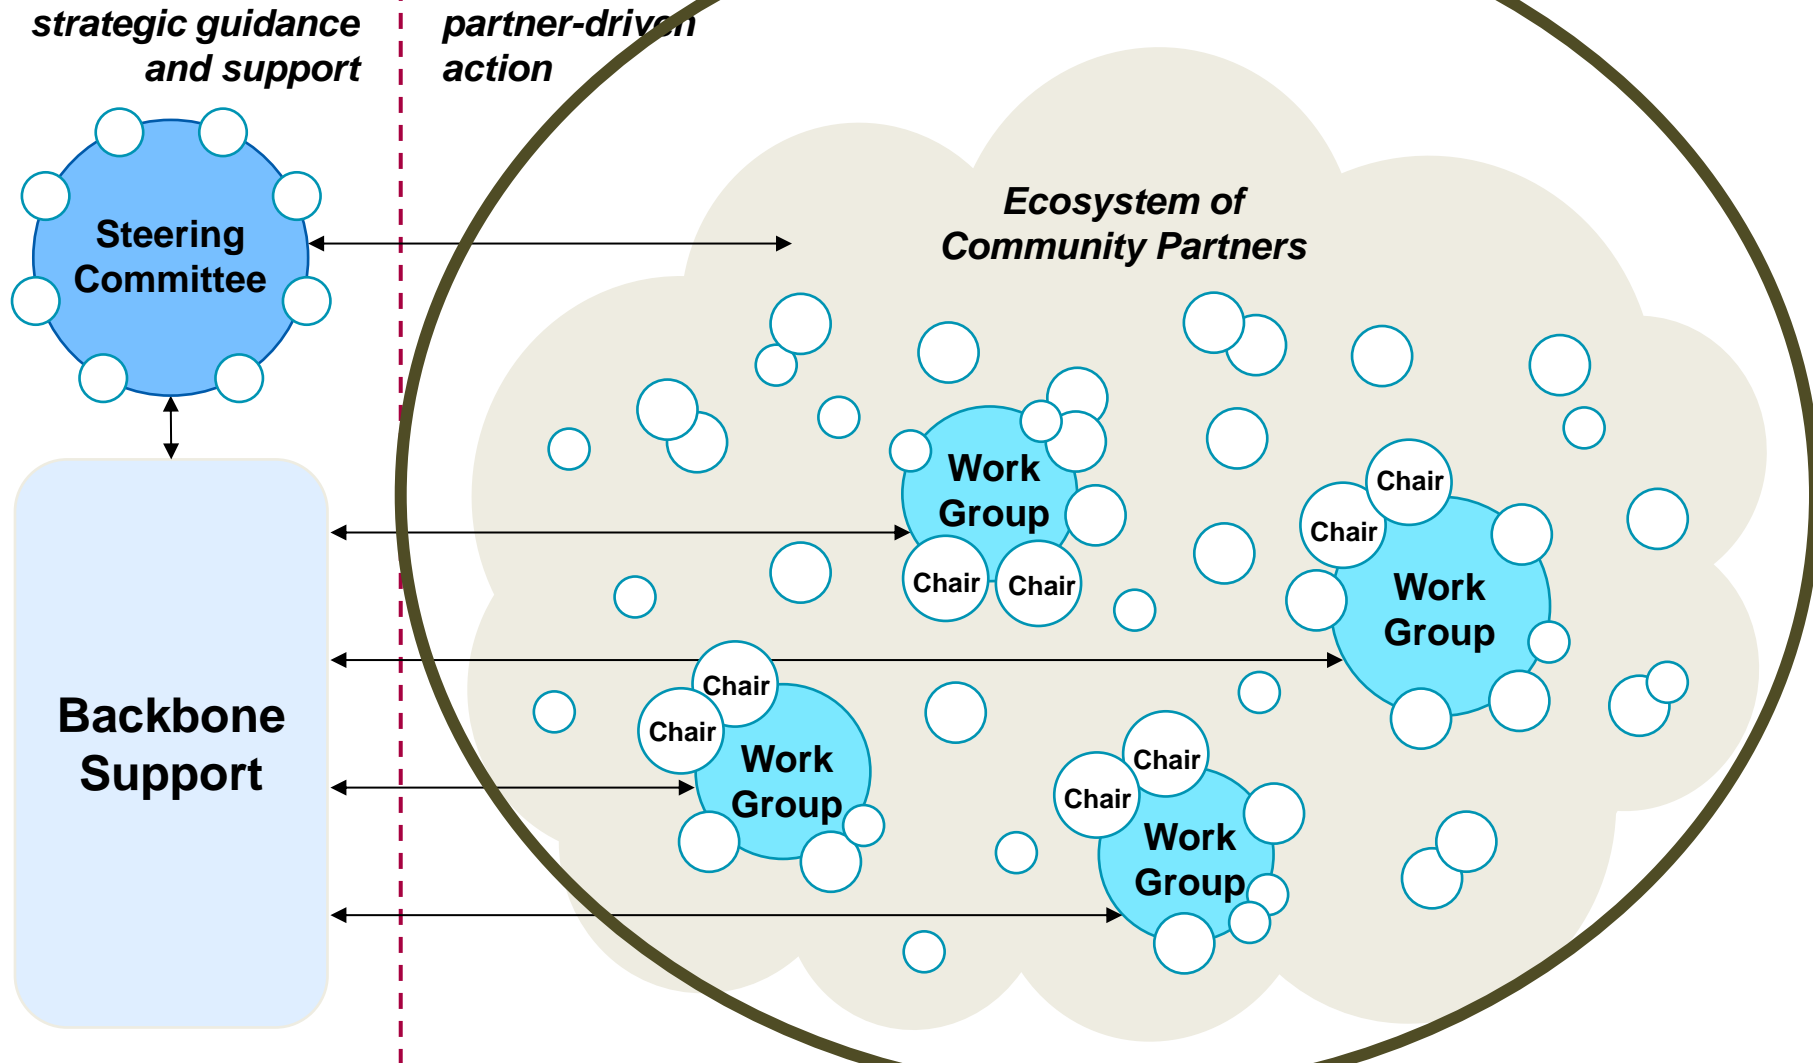 strategic guidance
and support
partner-driven
action
Steering
Committee
Ecosystem of
Community Partners
Work
Group
Chair
Chair
Chair
Chair
Work
Group
Backbone
Support
Chair
Chair
Work
Group
Chair
Chair
Work
Group